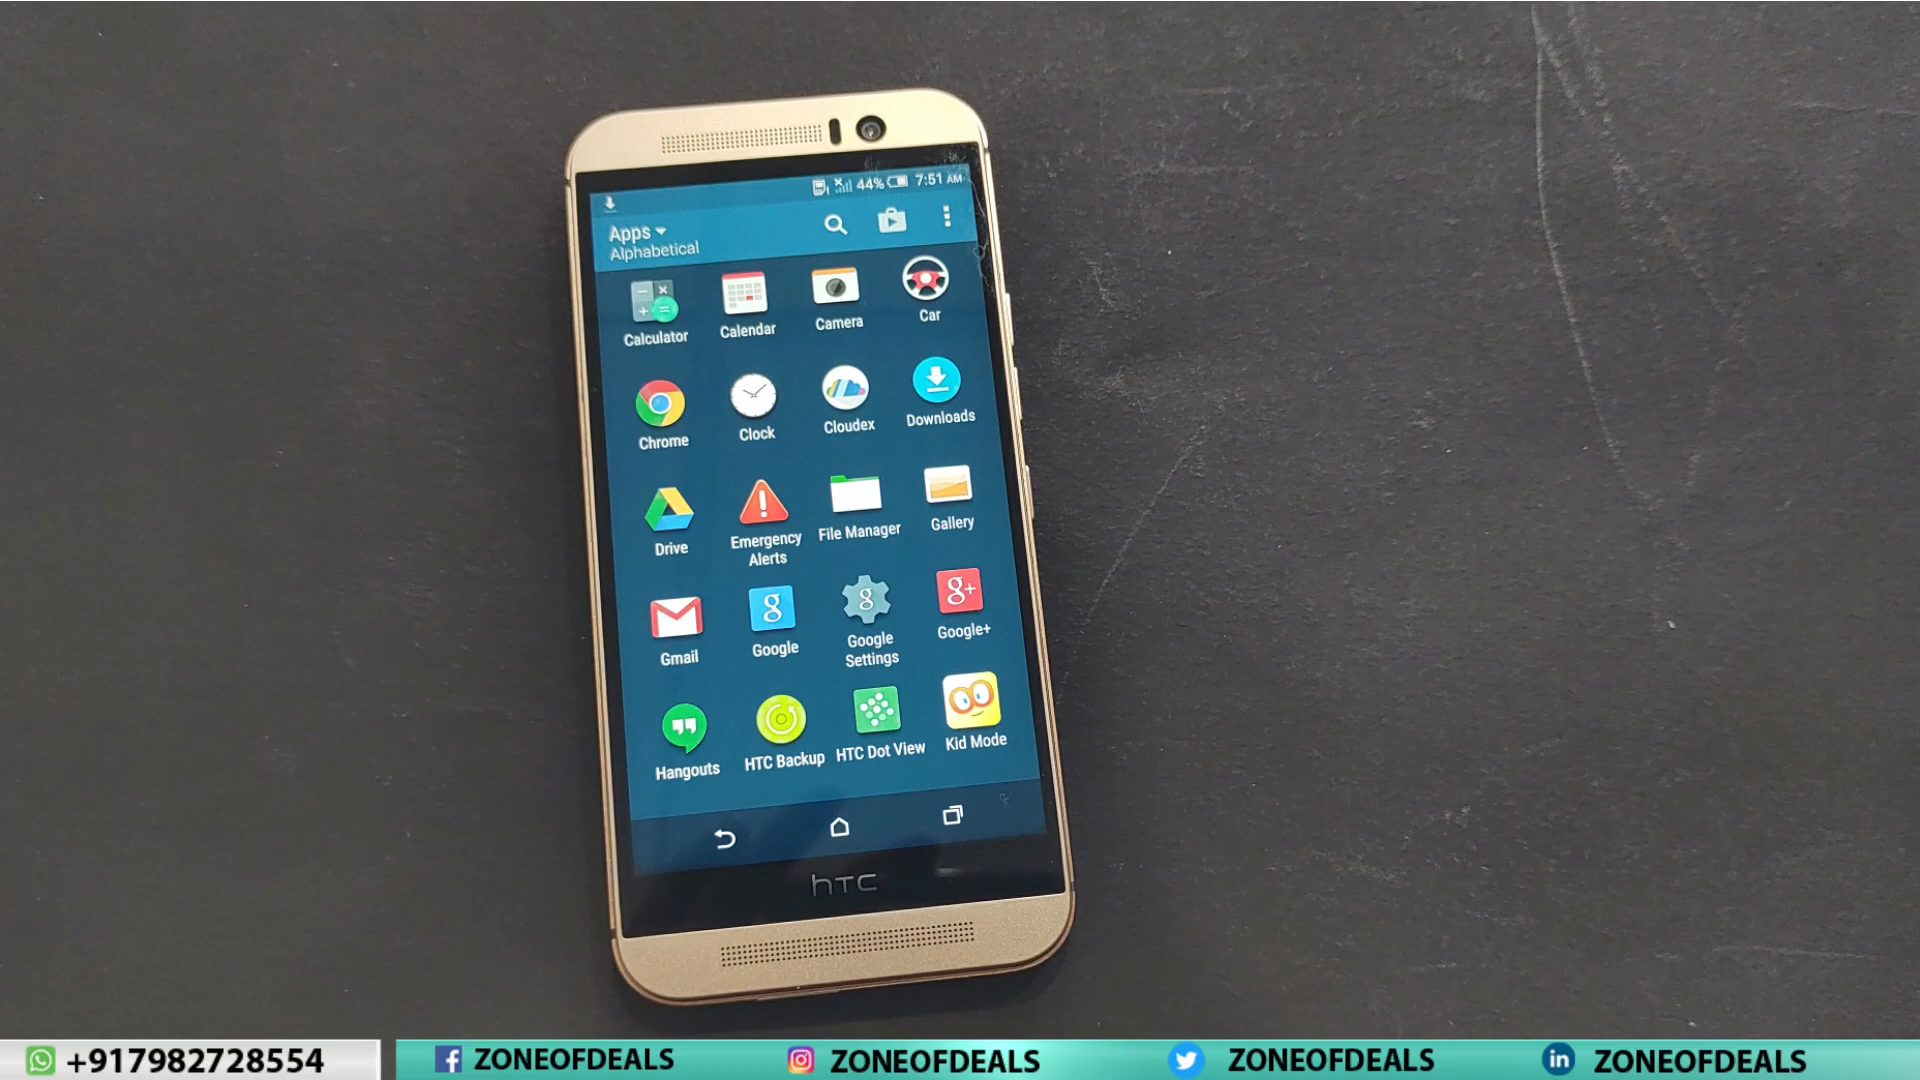 44% 7:51 AM
Apps
Alphabetical
Calculator Calendar Camera Car
Chrome Clock Cloudex Downloads
Drive Emergency Alerts File Manager Gallery
Gmail Google Google Settings Google+
Hangouts HTC Backup HTC Dot View Kid Mode
hTC
+917982728554 ZONEOFDEALS ZONEOFDEALS ZONEOFDEALS ZONEOFDEALS